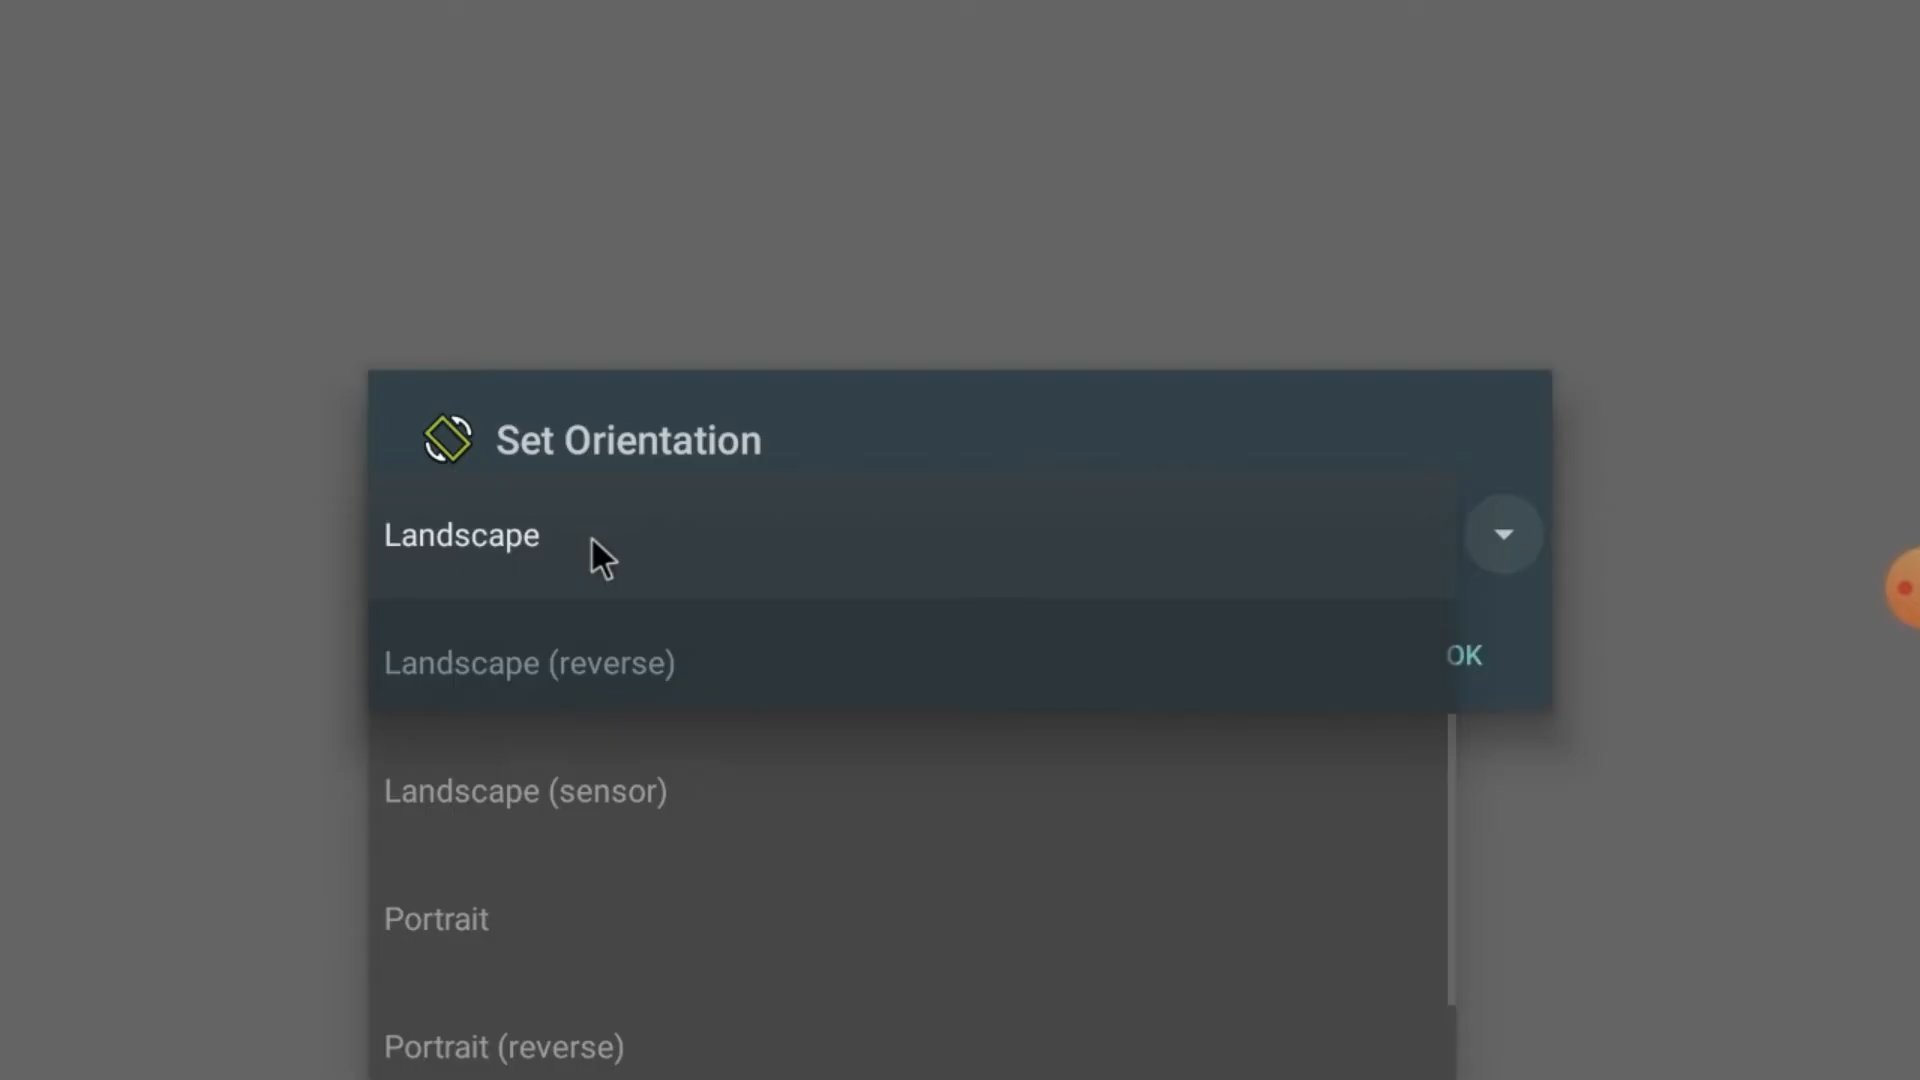 Set Orientation
Landscape
Landscape (reverse)
OK
Landscape (sensor)
Portrait
Portrait (reverse)